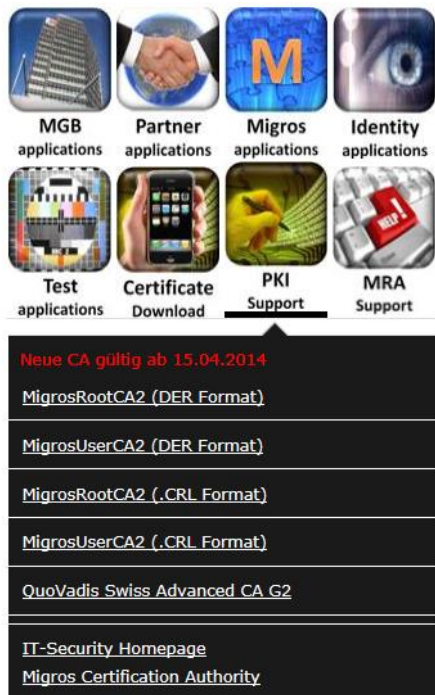 MGB
applications
Partner
applications
M
Migros
applications
Identity
applications
Test
applications
Certificate
Download
PKI
Support
HELP!
MRA
Support
Neue CA gültig ab 15.04.2014
MigrosRootCA2 (DER Format)
MigrosUserCA2 (DER Format)
MigrosRootCA2 (.CRL Format)
MigrosUserCA2 (.CRL Format)
QuoVadis Swiss Advanced CA G2
IT-Security Homepage
Migros Certification Authority